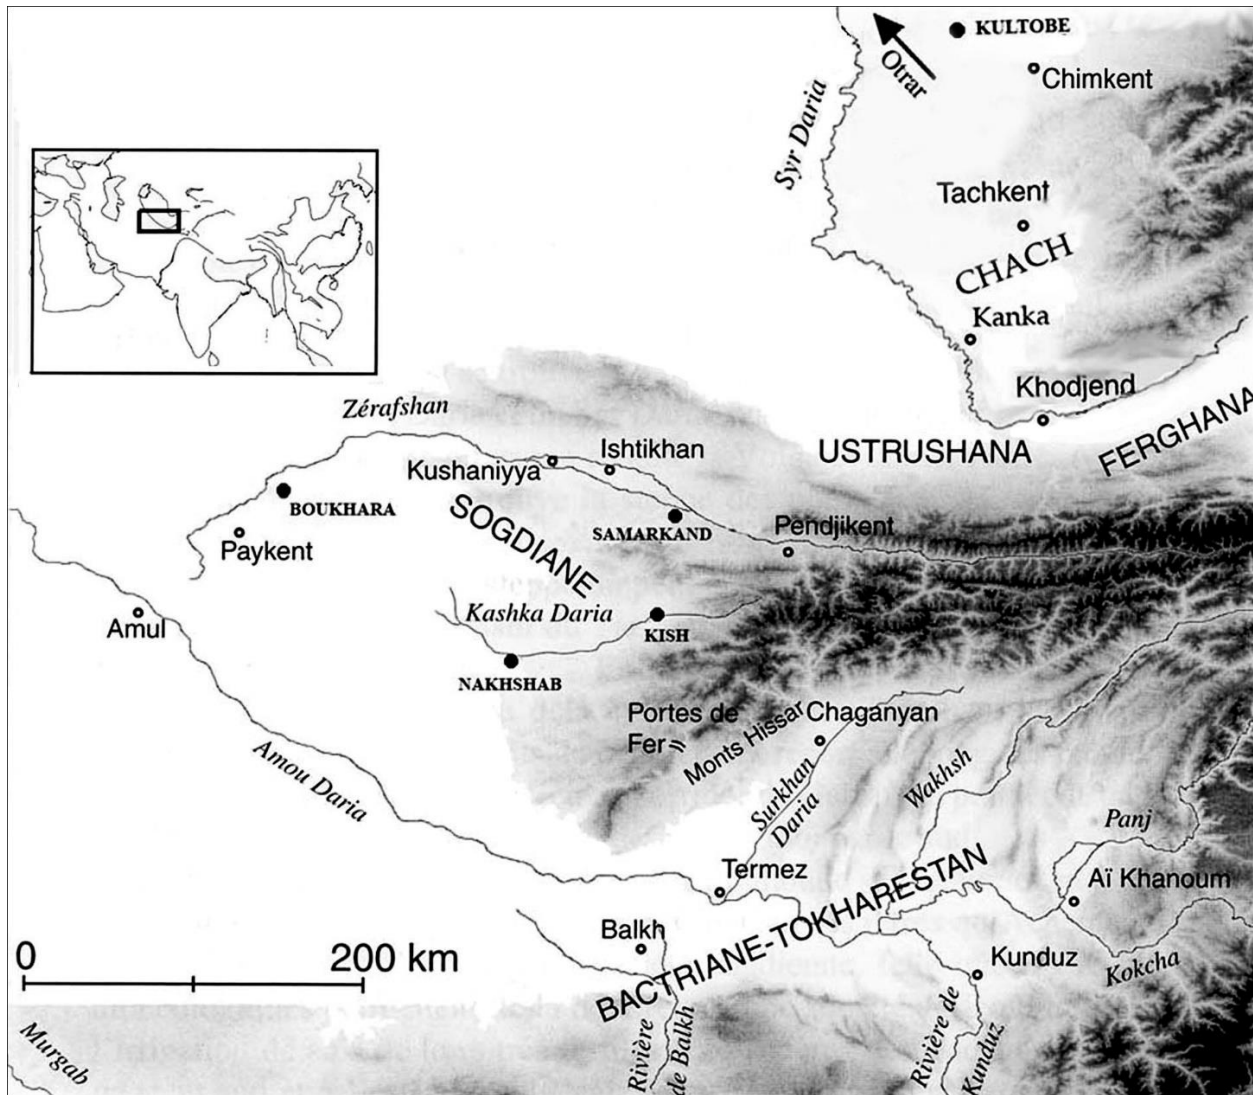 KULTOBE
Otrar
Chimkent
Syr Daria
Tachkent
CHACH
Kanka
Khodjend
Zérafshan
USTRUSHANA
FERGHANA
Ishtikhan
Kushaniyya
BOUKHARA
SOGDIANE
SAMARKAND
Pendjikent
Paykent
Kashka Daria
Amul
KISH
NAKHSHAB
Portes de
Fer
Monts Hissar
Chaganyan
Amou Daria
Surkhan
Daria
Wakhsh
Panj
Termez
Aï Khanoum
BACTRIANE-TOKHARESTAN
Balkh
Kunduz
Kokcha
0 200 km
Murgab
Rivière
de Balkh
Rivière de
Kunduz